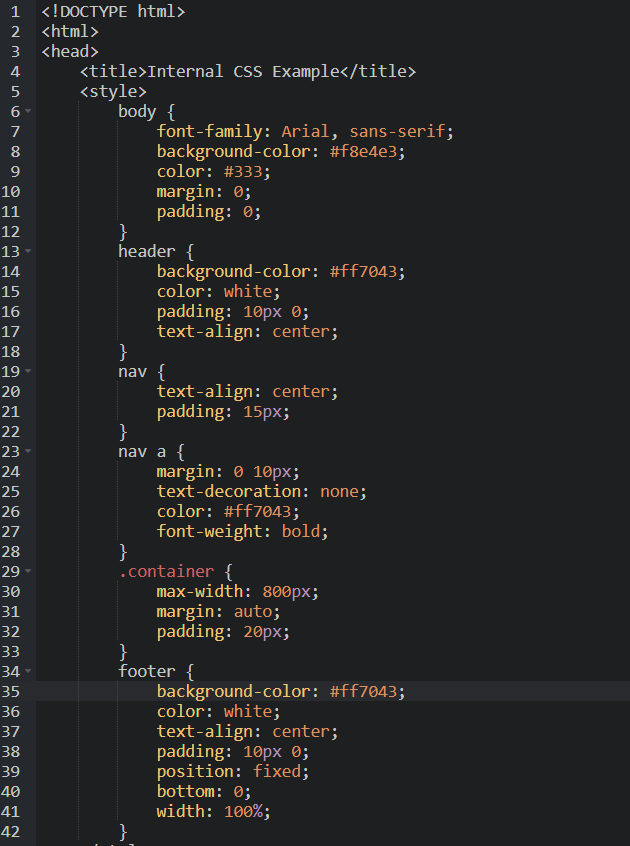 1 <!DOCTYPE html>
2 <html>
3 <head>
4     <title>Internal CSS Example</title>
5     <style>
6         body {
7             font-family: Arial, sans-serif;
8             background-color: #f8e4e3;
9             color: #333;
10             margin: 0;
11             padding: 0;
12         }
13         header {
14             background-color: #ff7043;
15             color: white;
16             padding: 10px 0;
17             text-align: center;
18         }
19         nav {
20             text-align: center;
21             padding: 15px;
22         }
23         nav a {
24             margin: 0 10px;
25             text-decoration: none;
26             color: #ff7043;
27             font-weight: bold;
28         }
29         .container {
30             max-width: 800px;
31             margin: auto;
32             padding: 20px;
33         }
34         footer {
35             background-color: #ff7043;
36             color: white;
37             text-align: center;
38             padding: 10px 0;
39             position: fixed;
40             bottom: 0;
41             width: 100%;
42         }